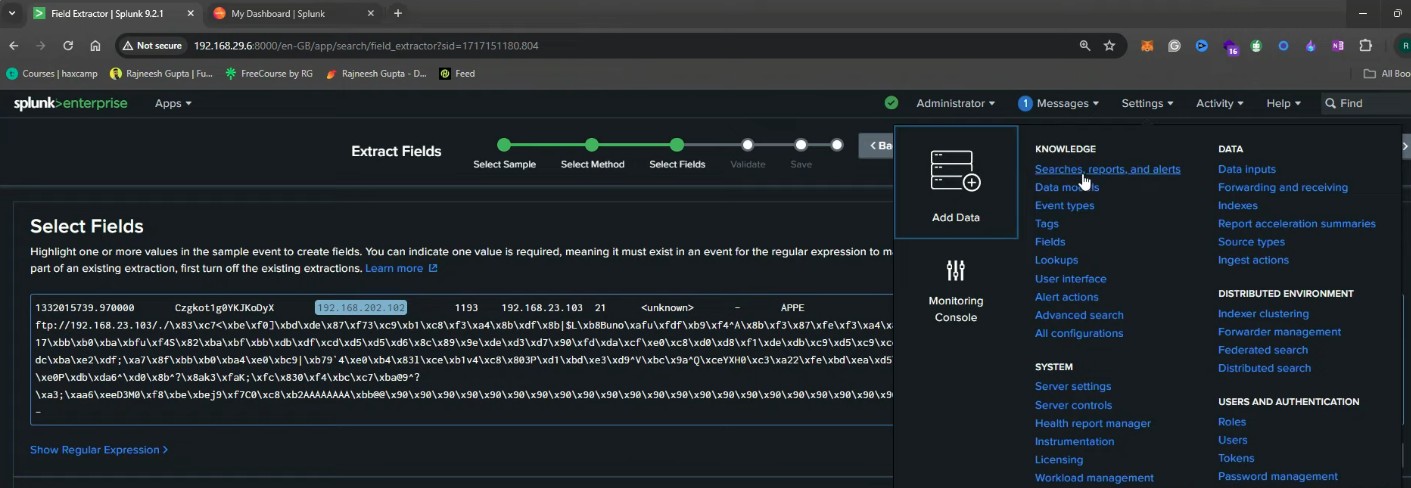 Field Extractor | Splunk 9.2.1
My Dashboard | Splunk
Not secure
192.168.29.6:8000/en-GB/app/search/field_extractor?sid=1717151180.804
16
R
Courses | haxcamp
Rajneesh Gupta | Fu...
FreeCourse by RG
Rajneesh Gupta - D...
Feed
All Boo
splunk>enterprise
Apps
Administrator
1 Messages
Settings
Activity
Help
Find
Extract Fields
Select Sample
Select Method
Select Fields
Validate
Save
< Ba
Select Fields
Highlight one or more values in the sample event to create fields. You can indicate one value is required, meaning it must exist in an event for the regular expression to m
part of an existing extraction, first turn off the existing extractions. Learn more
1332015739.970000 Czgkot1g0YKJKoDyX 192.168.202.102 1193 192.168.23.103 21 <unknown> - APPE
-
Show Regular Expression >
Add Data
Monitoring
Console
KNOWLEDGE
Searches, reports, and alerts
Data models
Event types
Tags
Fields
Lookups
User interface
Alert actions
Advanced search
All configurations
SYSTEM
Server settings
Server controls
Health report manager
Instrumentation
Licensing
Workload management
DATA
Data inputs
Forwarding and receiving
Indexes
Report acceleration summaries
Source types
Ingest actions
DISTRIBUTED ENVIRONMENT
Indexer clustering
Forwarder management
Federated search
Distributed search
USERS AND AUTHENTICATION
Roles
Users
Tokens
Password management